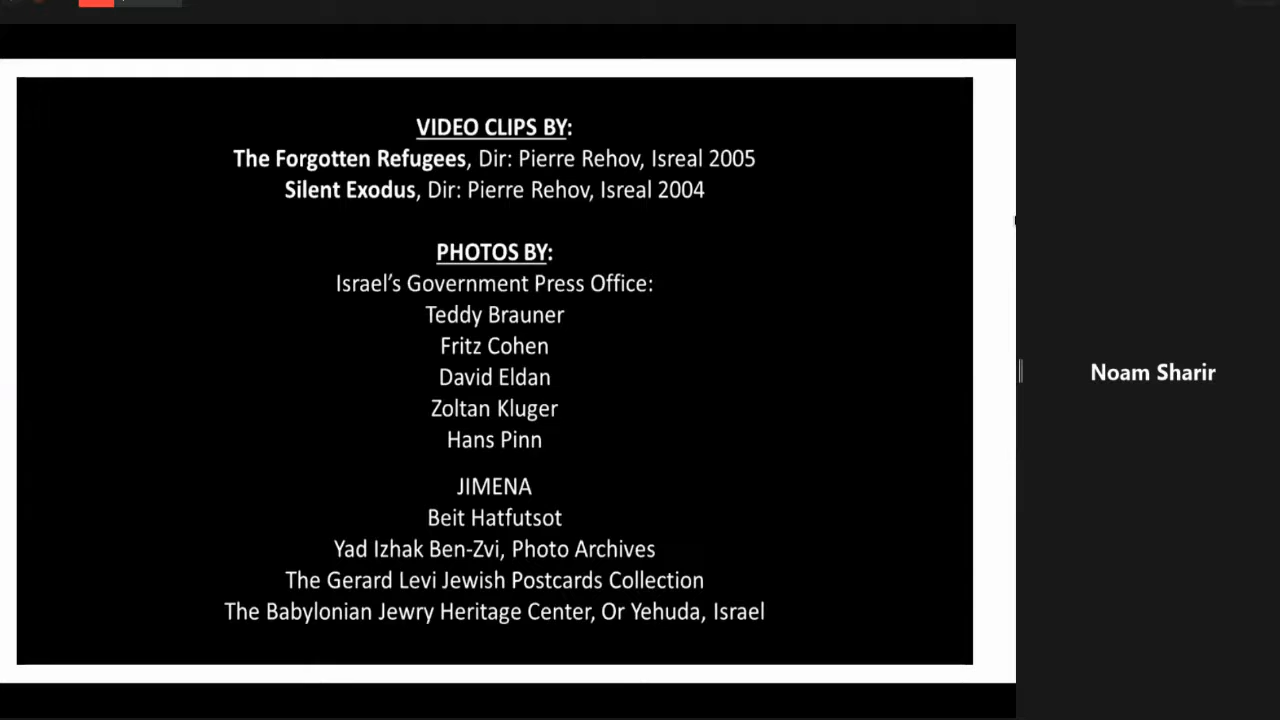 VIDEO CLIPS BY:
The Forgotten Refugees, Dir: Pierre Rehov, Isreal 2005
Silent Exodus, Dir: Pierre Rehov, Isreal 2004
PHOTOS BY:
Israel's Government Press Office:
Teddy Brauner
Fritz Cohen
David Eldan
Zoltan Kluger
Hans Pinn
JIMENA
Beit Hatfutsot
Yad Izhak Ben-Zvi, Photo Archives
The Gerard Levi Jewish Postcards Collection
The Babylonian Jewry Heritage Center, Or Yehuda, Israel
Noam Sharir